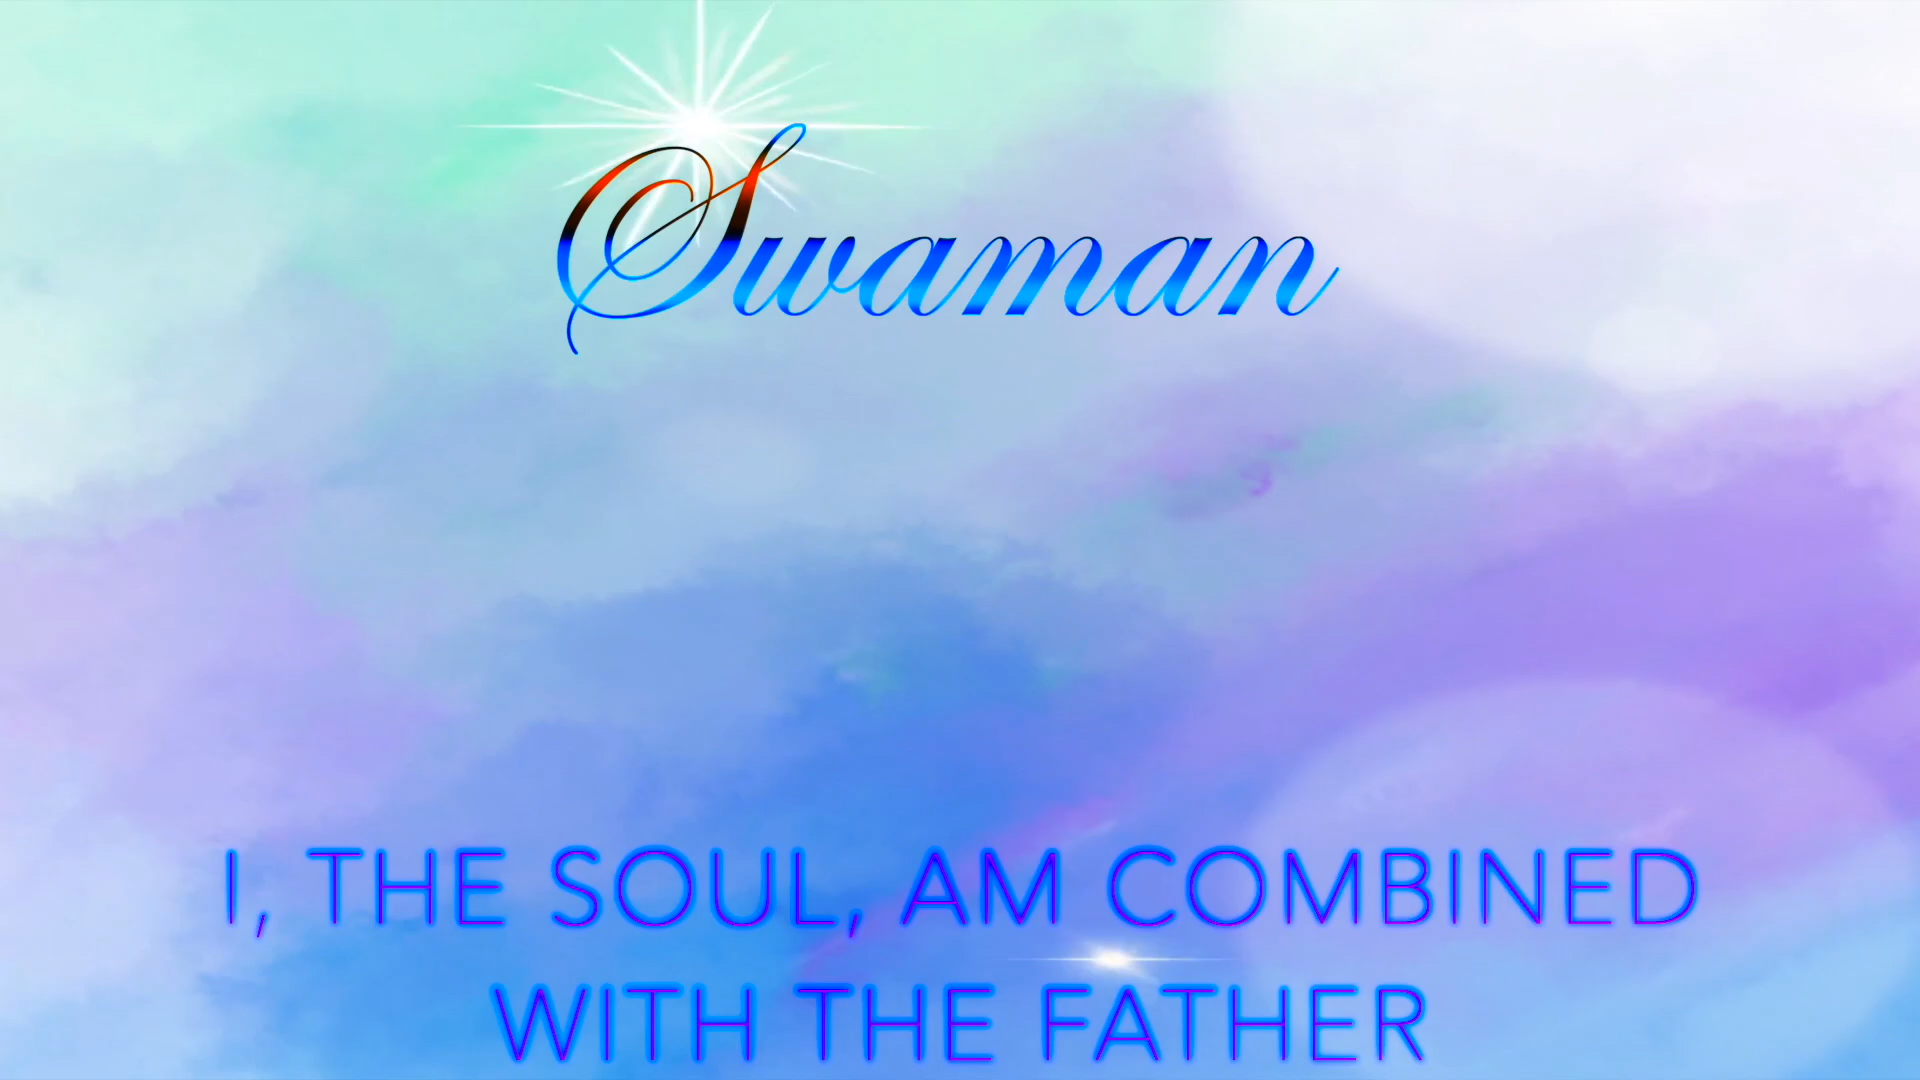 Swaman
I, THE SOUL, AM COMBINED
WITH THE FATHER